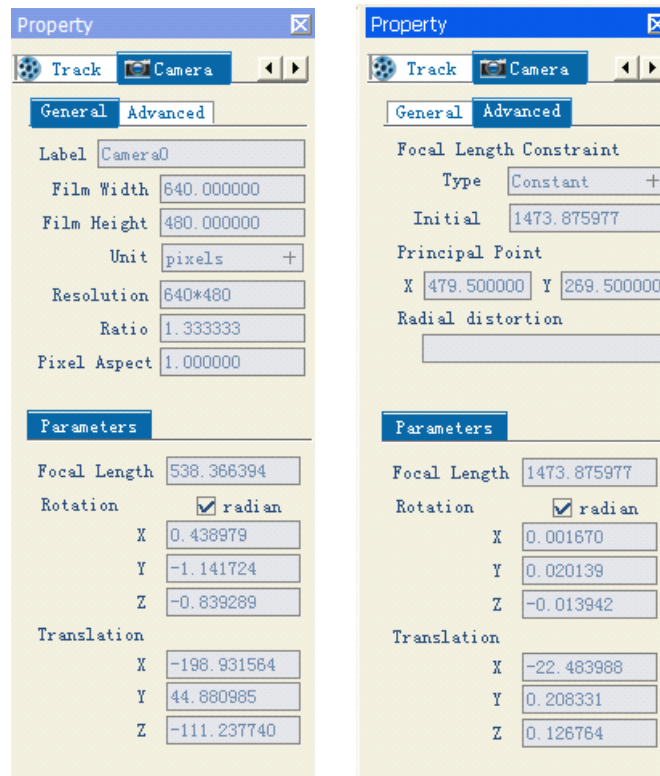 Property
Track Camera
General Advanced
Label Camera0
Film Width 640.000000
Film Height 480.000000
Unit pixels +
Resolution 640*480
Ratio 1.333333
Pixel Aspect 1.000000
Parameters
Focal Length 538.366394
Rotation radian
X 0.438979
Y -1.141724
Z -0.839289
Translation
X -198.931564
Y 44.880985
Z -111.237740
Property
Track Camera
General Advanced
Focal Length Constraint
Type Constant +
Initial 1473.875977
Principal Point
X 479.500000 Y 269.500000
Radial distortion
Parameters
Focal Length 1473.875977
Rotation radian
X 0.001670
Y 0.020139
Z -0.013942
Translation
X -22.483988
Y 0.208331
Z 0.126764